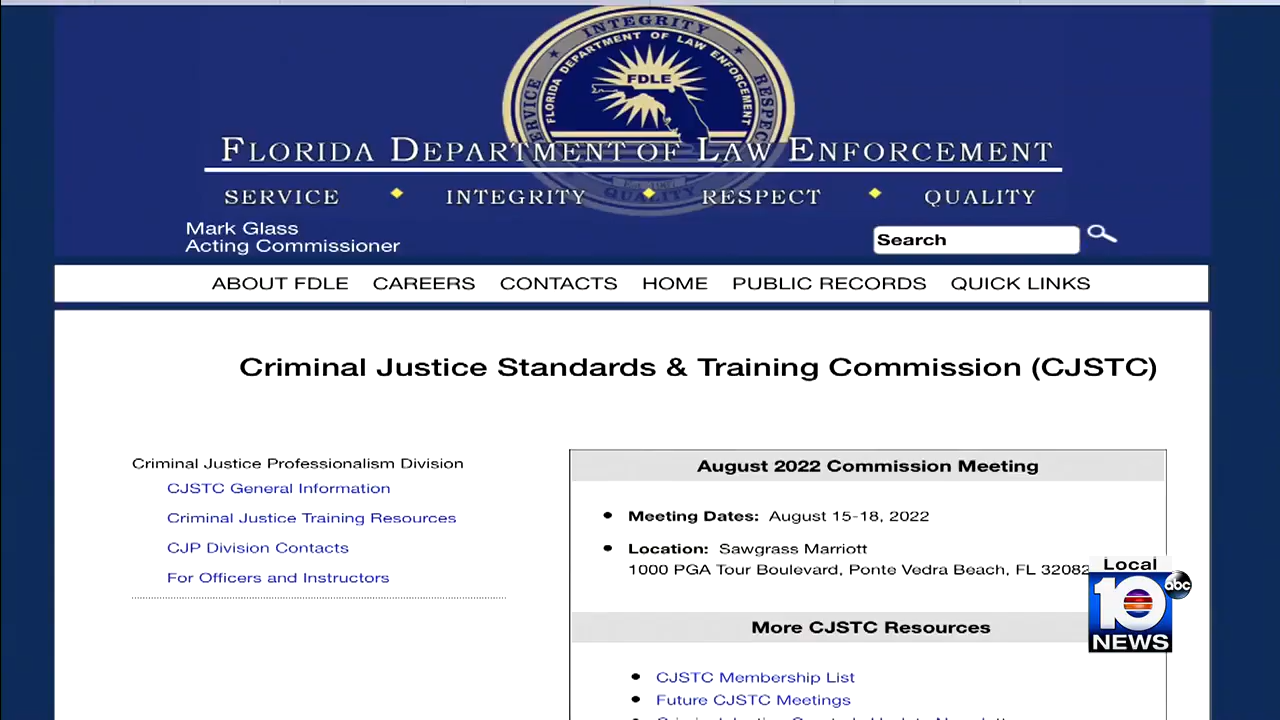 INTEGRITY
FLORIDA DEPARTMENT OF LAW ENFORCEMENT
SERVICE
RESPECT
FDLE
QUALITY
FLORIDA DEPARTMENT OF LAW ENFORCEMENT
SERVICE INTEGRITY RESPECT QUALITY
Mark Glass
Acting Commissioner
Search
ABOUT FDLE CAREERS CONTACTS HOME PUBLIC RECORDS QUICK LINKS
Criminal Justice Standards & Training Commission (CJSTC)
Criminal Justice Professionalism Division
CJSTC General Information
Criminal Justice Training Resources
CJP Division Contacts
For Officers and Instructors
August 2022 Commission Meeting
Meeting Dates: August 15-18, 2022
Location: Sawgrass Marriott
1000 PGA Tour Boulevard, Ponte Vedra Beach, FL 32082
More CJSTC Resources
CJSTC Membership List
Future CJSTC Meetings
Local
10
abc
NEWS